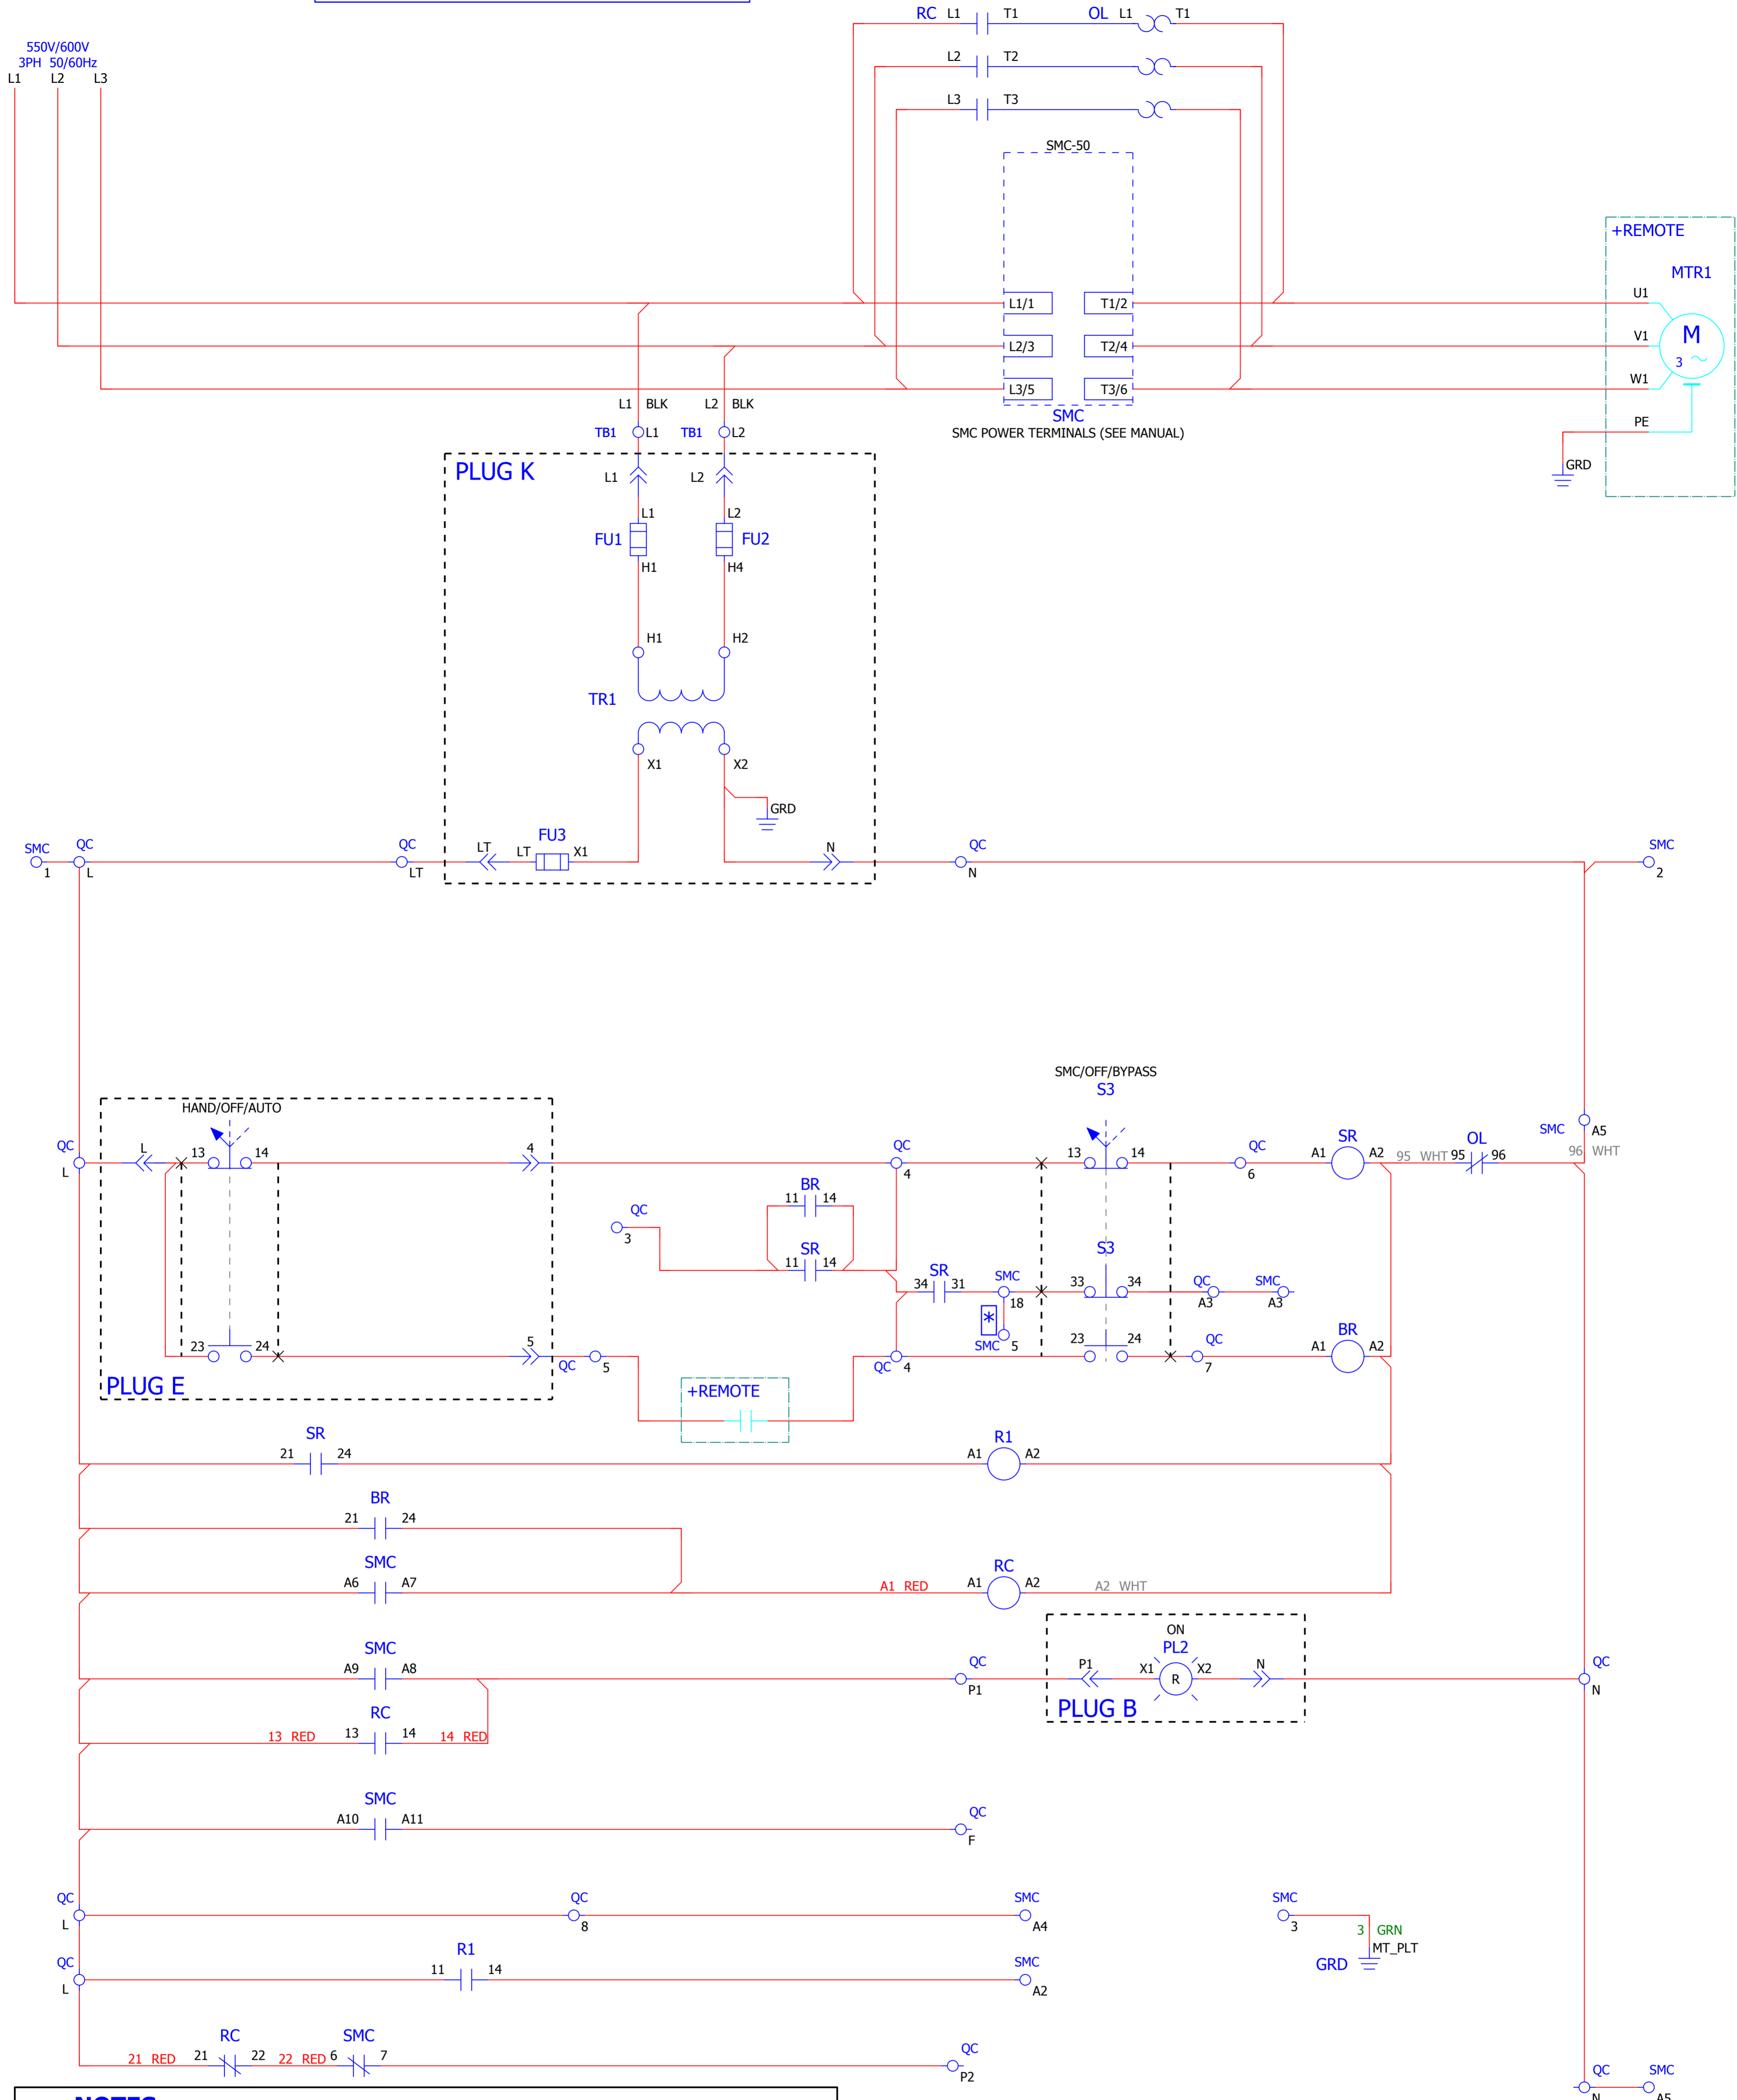 RC L1 T1 OL L1 T1
550V/600V
3PH 50/60Hz
L1 L2 L3
L2 T2
L3 T3
SMC-50
+REMOTE
MTR1
L1/1 T1/2 U1
L2/3 T2/4 V1 M
3
L3/5 T3/6 W1
L1 BLK L2 BLK
SMC
PE
TB1 L1 TB1 L2
SMC POWER TERMINALS (SEE MANUAL)
GRD
PLUG K
L1 L2
L1 L2
FU1 FU2
H1 H4
H1 H2
TR1
X1 X2
GRD
SMC QC QC FU3 QC SMC
LT LT X1 N
1 L LT N 2
SMC/OFF/BYPASS
S3
HAND/OFF/AUTO
QC L 13 14 4 QC 13 14 QC SR OL SMC A5
L 4 6 A1 A2 95 WHT 95 96 96 WHT
BR
11 14
QC
3
SR
11 14
S3
SR
34 31 SMC 33 34 QC SMC
18 A3 A3
*
SMC 5
23 24 5 QC 5 QC 4 23 24 QC 7 BR A1 A2
PLUG E
+REMOTE
SR R1
21 24 A1 A2
BR
21 24
SMC RC
A6 A7 A1 RED A1 A2 A2 WHT
ON
SMC PL2
A9 A8 QC P1 X1 R X2 N QC
P1 N
PLUG B
RC
13 RED 13 14 14 RED
SMC
A10 A11 QC
F
QC QC SMC SMC
L 8 A4 3
3 GRN
MT_PLT
GRD
R1
QC 11 14 SMC
L A2
RC SMC
21 RED 21 22 22 RED 6 7 QC
P2
QC SMC
N A5
NOTES